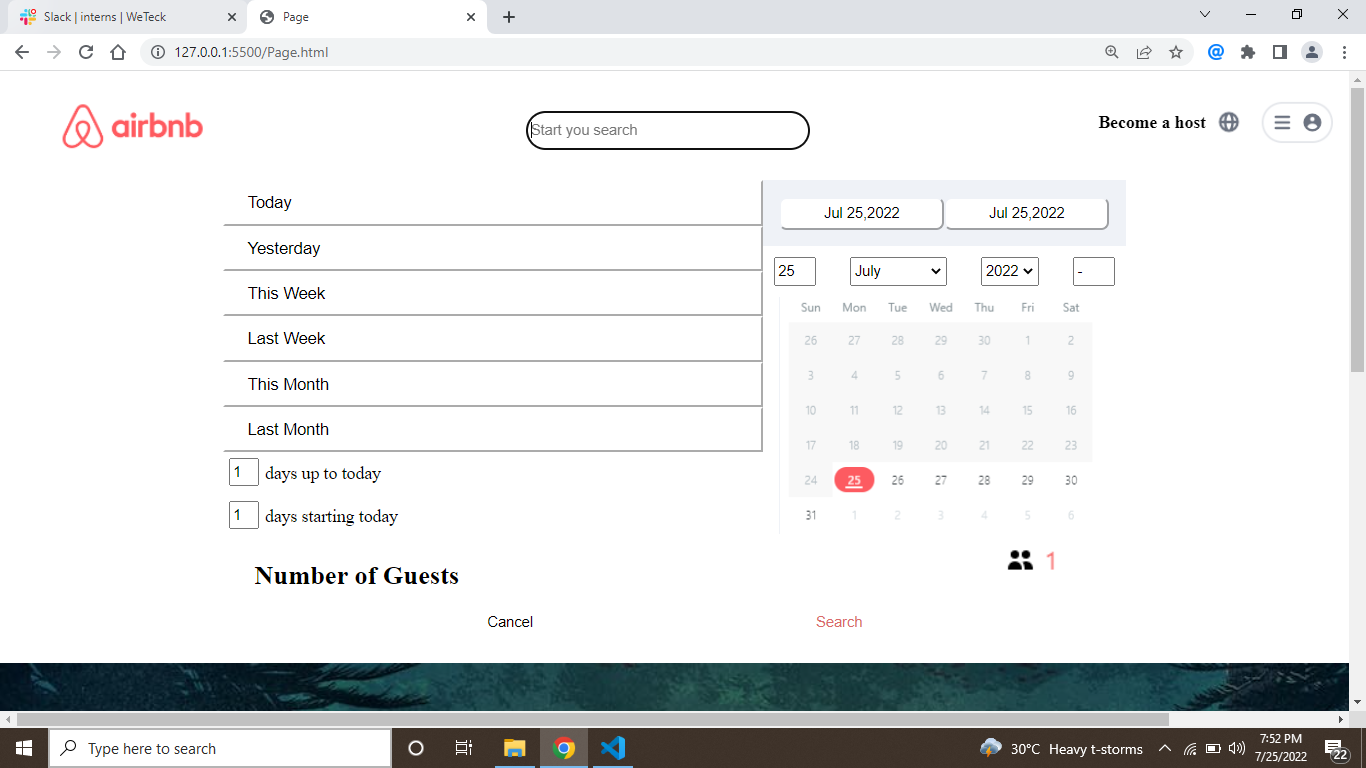 Slack | interns | WeTeck
Page
127.0.0.1:5500/Page.html
airbnb
Start you search
Become a host
Today
Yesterday
This Week
Last Week
This Month
Last Month
1 days up to today
1 days starting today
Jul 25,2022 Jul 25,2022
25 July 2022 -
Sun Mon Tue Wed Thu Fri Sat
26 27 28 29 30 1 2
3 4 5 6 7 8 9
10 11 12 13 14 15 16
17 18 19 20 21 22 23
24 25 26 27 28 29 30
31 1 2 3 4 5 6
Number of Guests
1
Cancel Search
Type here to search
30°C Heavy t-storms
7:52 PM
7/25/2022
22